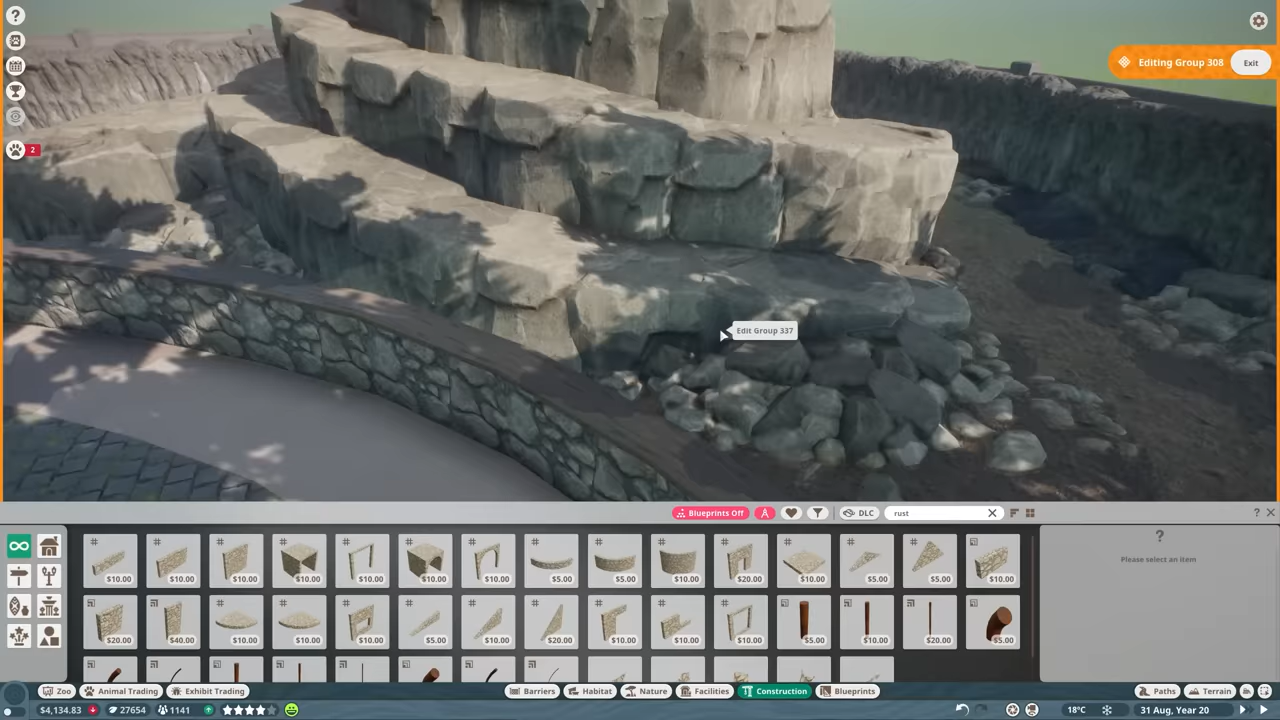 Editing Group 308 Exit
2
Edit Group 337
Blueprints Off DLC rust
$10.00 $10.00 $10.00 $10.00 $10.00 $10.00 $10.00 $5.00 $5.00 $10.00 $20.00 $10.00 $5.00 $5.00 $10.00
Please select an item
$20.00 $40.00 $10.00 $10.00 $10.00 $5.00 $10.00 $20.00 $10.00 $10.00 $10.00 $5.00 $10.00 $20.00 $5.00
Zoo Animal Trading Exhibit Trading Barriers Habitat Nature Facilities Construction Blueprints Paths Terrain
$4,134.83 27654 1141 18°C 31 Aug, Year 20